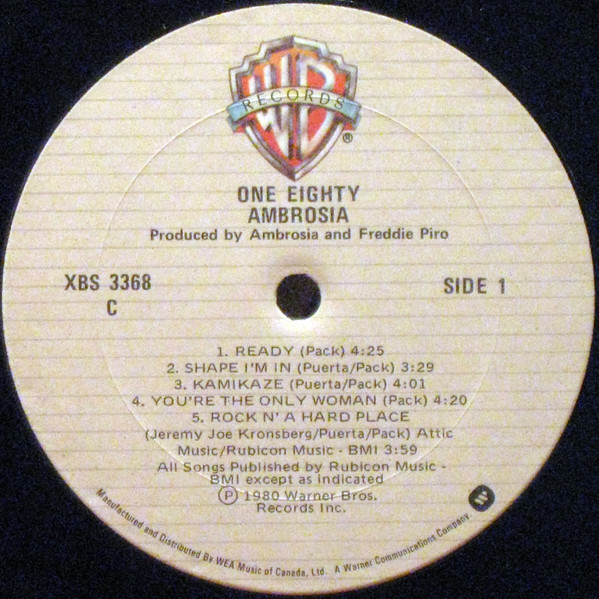 WB
RECORDS
®
ONE EIGHTY
AMBROSIA
Produced by Ambrosia and Freddie Piro
XBS 3368
C
SIDE 1
1. READY (Pack) 4:25
2. SHAPE I'M IN (Puerta/Pack) 3:29
3. KAMIKAZE (Puerta/Pack) 4:01
4. YOU'RE THE ONLY WOMAN (Pack) 4:20
5. ROCK N' A HARD PLACE
(Jeremy Joe Kronsberg/Puerta/Pack) Attic
Music/Rubicon Music - BMI 3:59
All Songs Published by Rubicon Music -
BMI except as indicated
℗ 1980 Warner Bros.
Records Inc.
Manufactured and Distributed By WEA Music of Canada, Ltd. A Warner Communications Company